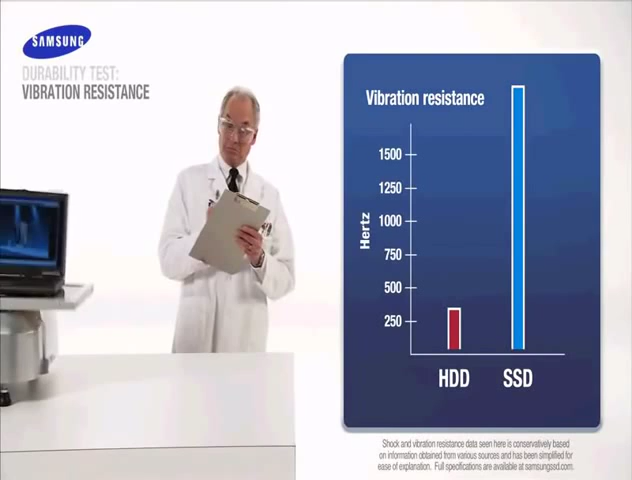 SAMSUNG
DURABILITY TEST:
VIBRATION RESISTANCE
Vibration resistance
1500
1250
1000
750
500
250
Hertz
HDD
SSD
Shock and vibration resistance data seen here is conservatively based
on information obtained from various sources and has been simplified for
ease of explanation. Full specifications are available at samsungssd.com.